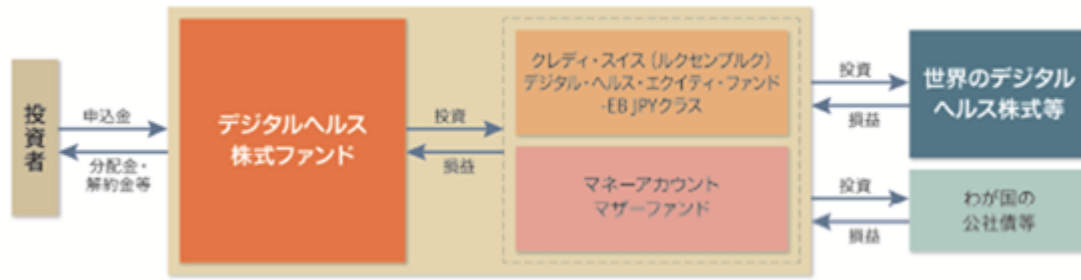 投資者
申込金
分配金・
解約金等
デジタルヘルス
株式ファンド
投資
損益
クレディ・スイス(ルクセンブルク)
デジタル・ヘルス・エクイティ・ファンド
-EB JPYクラス
マネーアカウント
マザーファンド
投資
損益
世界のデジタル
ヘルス株式等
投資
損益
わが国の
公社債等